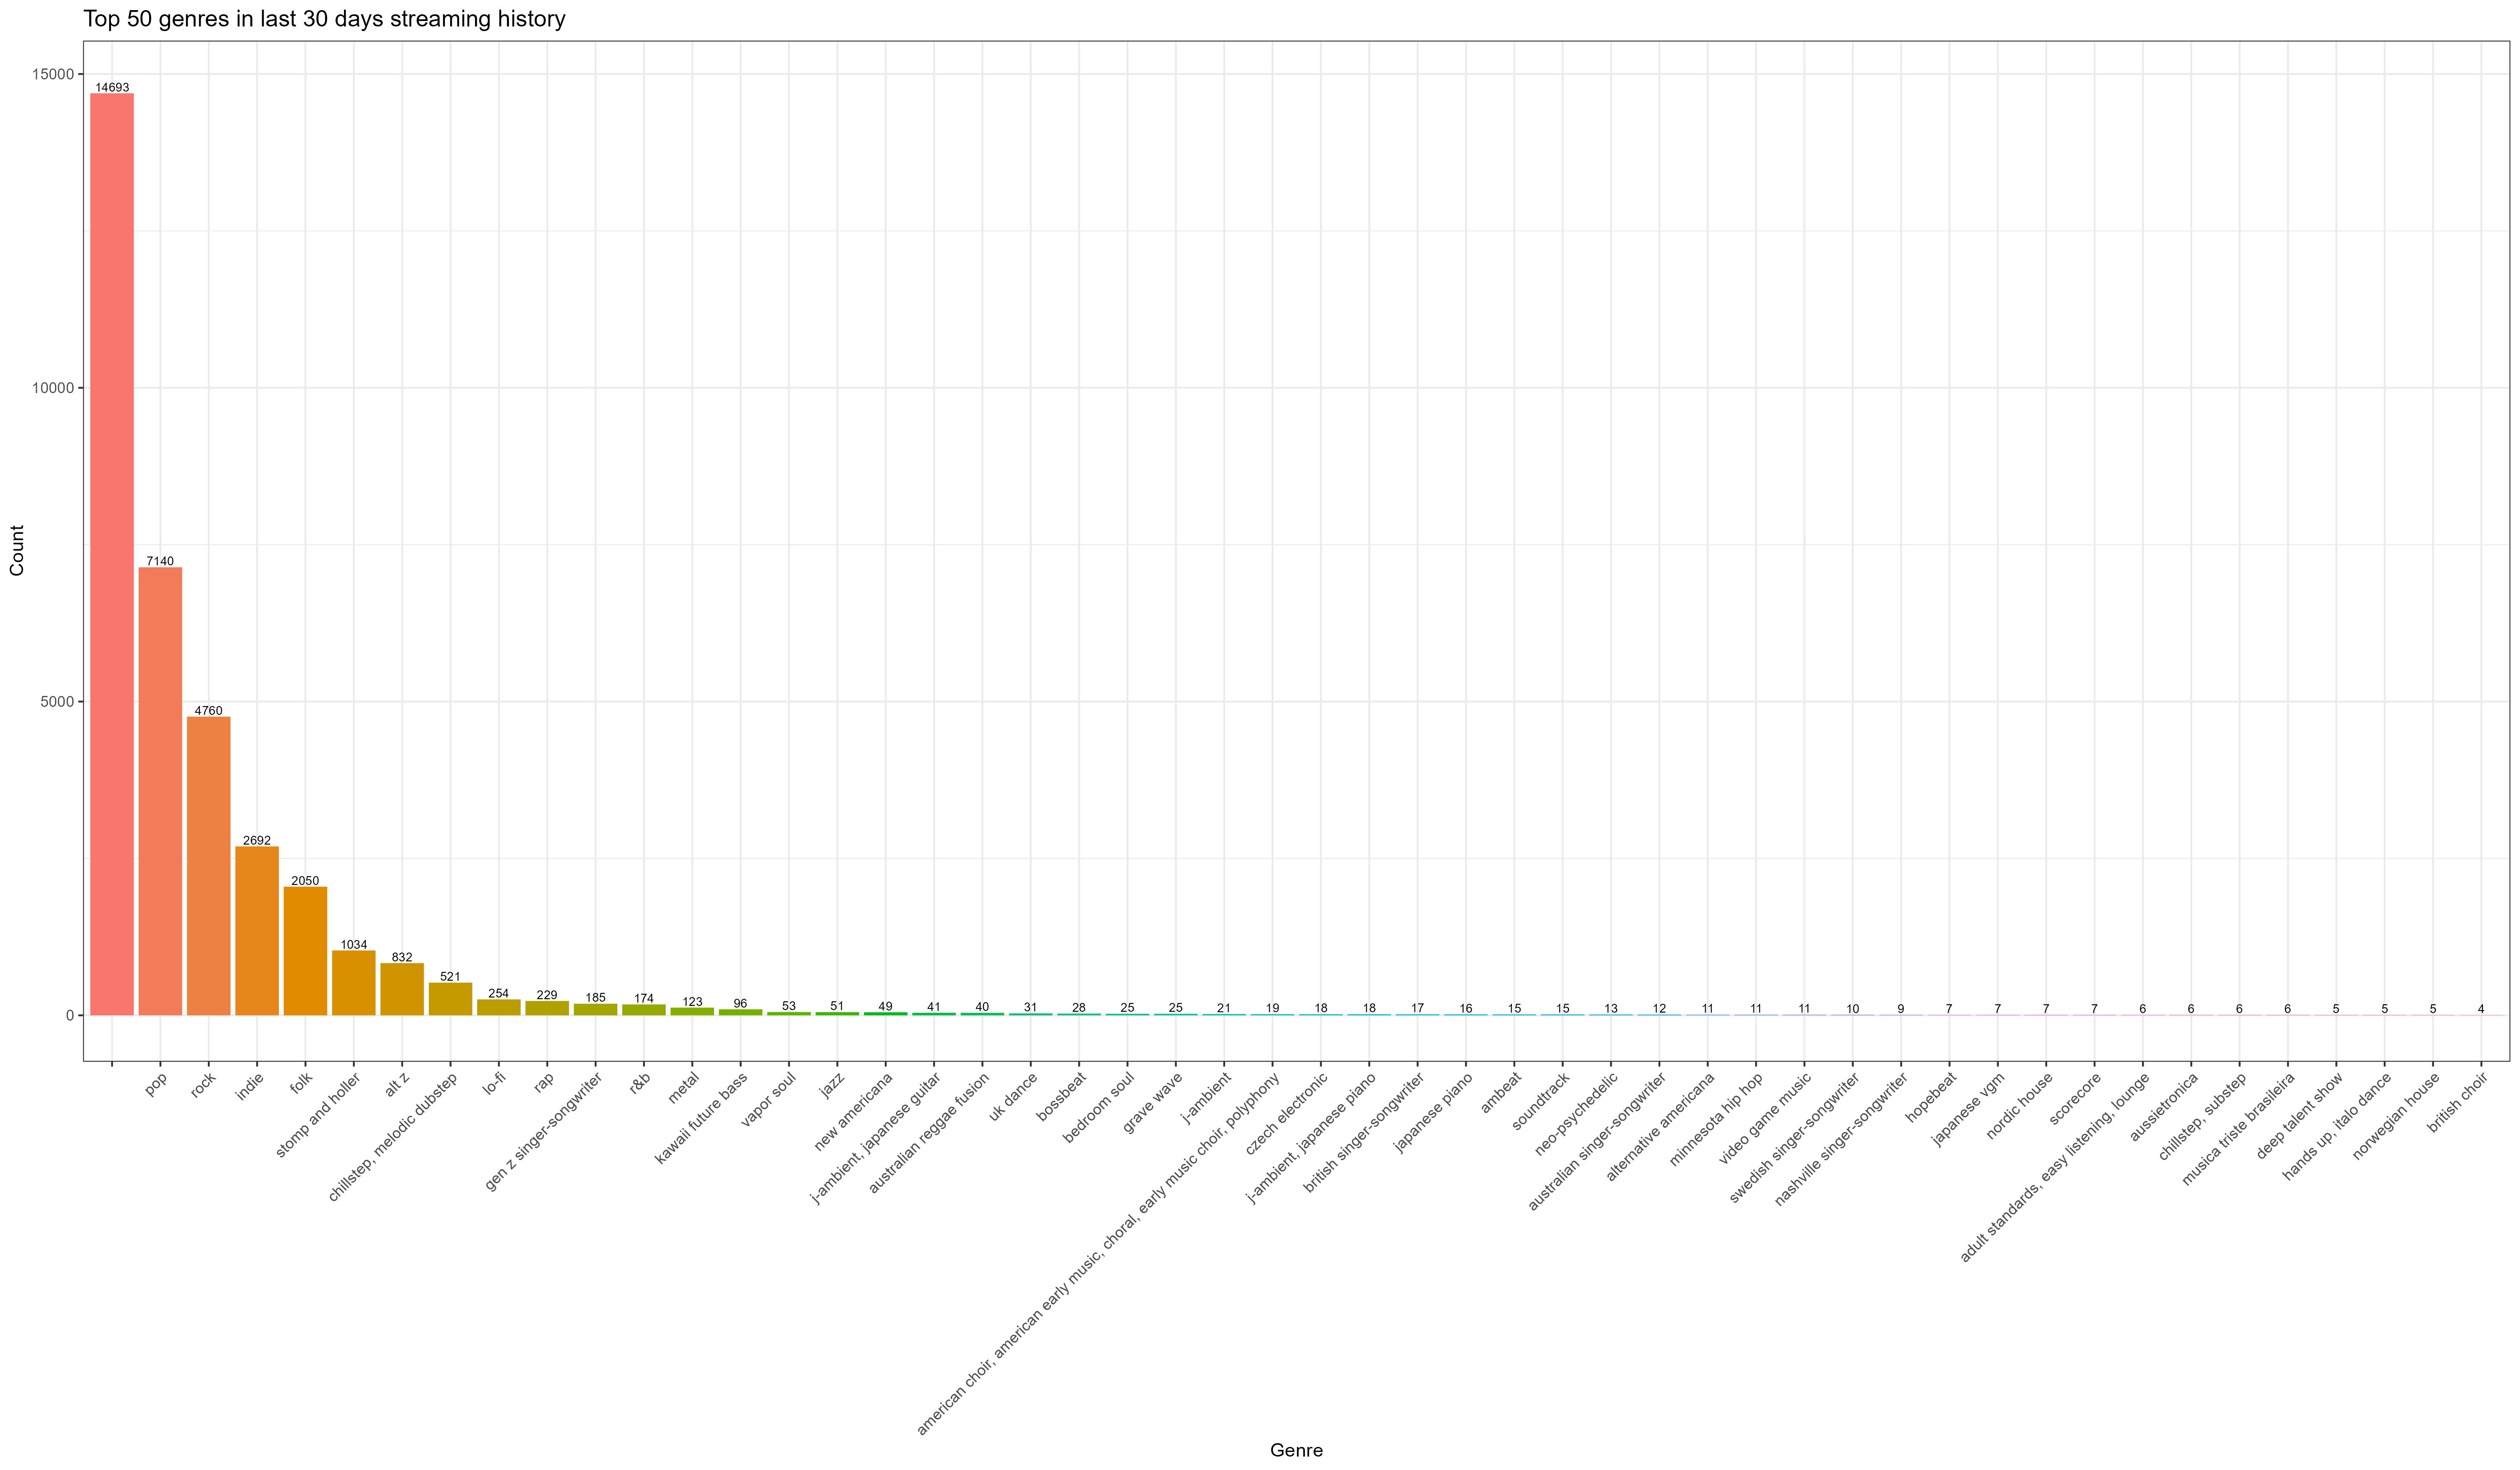 Top 50 genres in last 30 days streaming history
Count
15000
10000
5000
0
14693
7140
4760
2692
2050
1034
832
521
254
229
185
174
123
96
53
51
49
41
40
31
28
25
25
21
19
18
18
17
16
15
15
13
12
11
11
11
10
9
7
7
7
7
6
6
6
6
5
5
5
4
pop
rock
indie
folk
stomp and holler
alt z
chillstep, melodic dubstep
lo-fi
rap
gen z singer-songwriter
r&b
metal
kawaii future bass
vapor soul
jazz
new americana
j-ambient, japanese guitar
australian reggae fusion
uk dance
bossbeat
bedroom soul
grave wave
j-ambient
american choir, american early music, choral, early music choir, polyphony
czech electronic
j-ambient, japanese piano
british singer-songwriter
japanese piano
ambeat
soundtrack
neo-psychedelic
australian singer-songwriter
alternative americana
minnesota hip hop
video game music
swedish singer-songwriter
nashville singer-songwriter
hopebeat
japanese vgm
nordic house
scorecore
adult standards, easy listening, lounge
aussietronica
chillstep, substep
musica triste brasileira
deep talent show
hands up, italo dance
norwegian house
british choir
Genre